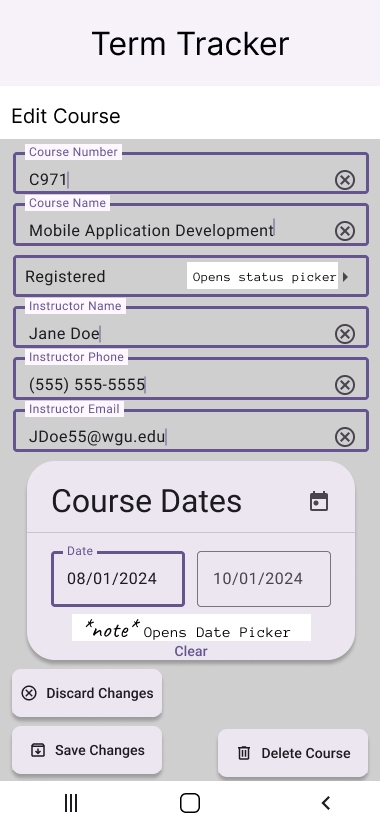 Term Tracker
Edit Course
Course Number
C971
Course Name
Mobile Application Development
Registered Opens status picker
Instructor Name
Jane Doe
Instructor Phone
(555) 555-5555
Instructor Email
JDoe55@wgu.edu
Course Dates
Date
08/01/2024 10/01/2024
*note* Opens Date Picker
Clear
Discard Changes
Save Changes
Delete Course